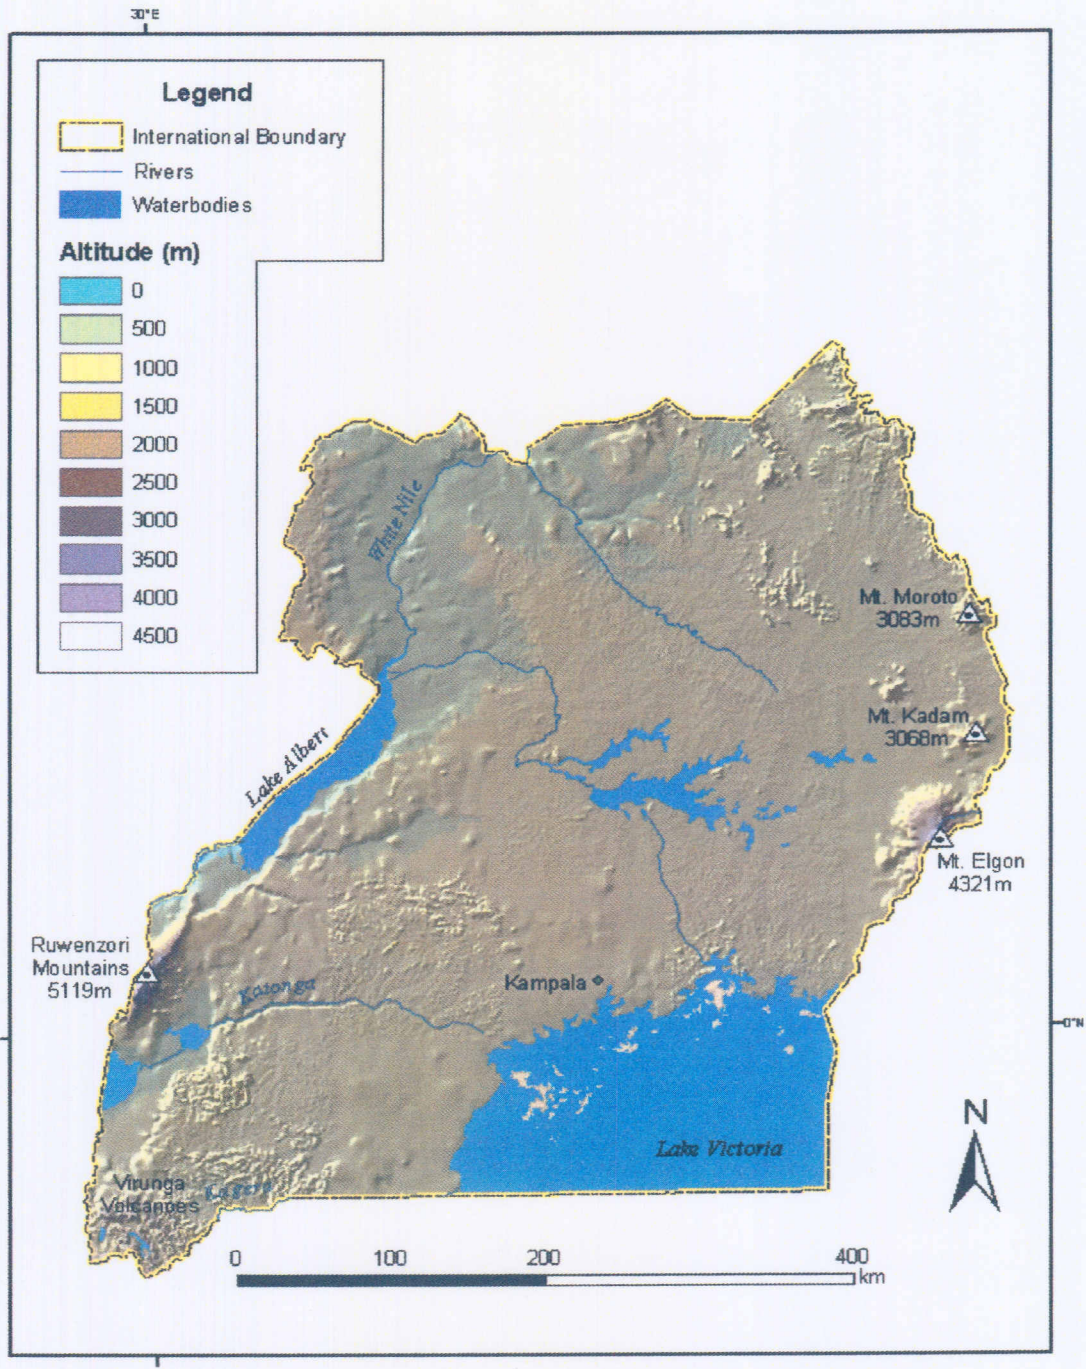 30°E
Legend
International Boundary
Rivers
Waterbodies
Altitude (m)
0
500
1000
1500
2000
2500
3000
3500
4000
4500
White Nile
Mt. Moroto
3083m
Mt. Kadam
3068m
Lake Albert
Mt. Elgon
4321m
Ruwenzori
Mountains
5119m
Katonga
Kampala
0°N
N
Lake Victoria
Virunga
Volcanoes
Kagera
0
100
200
400
km